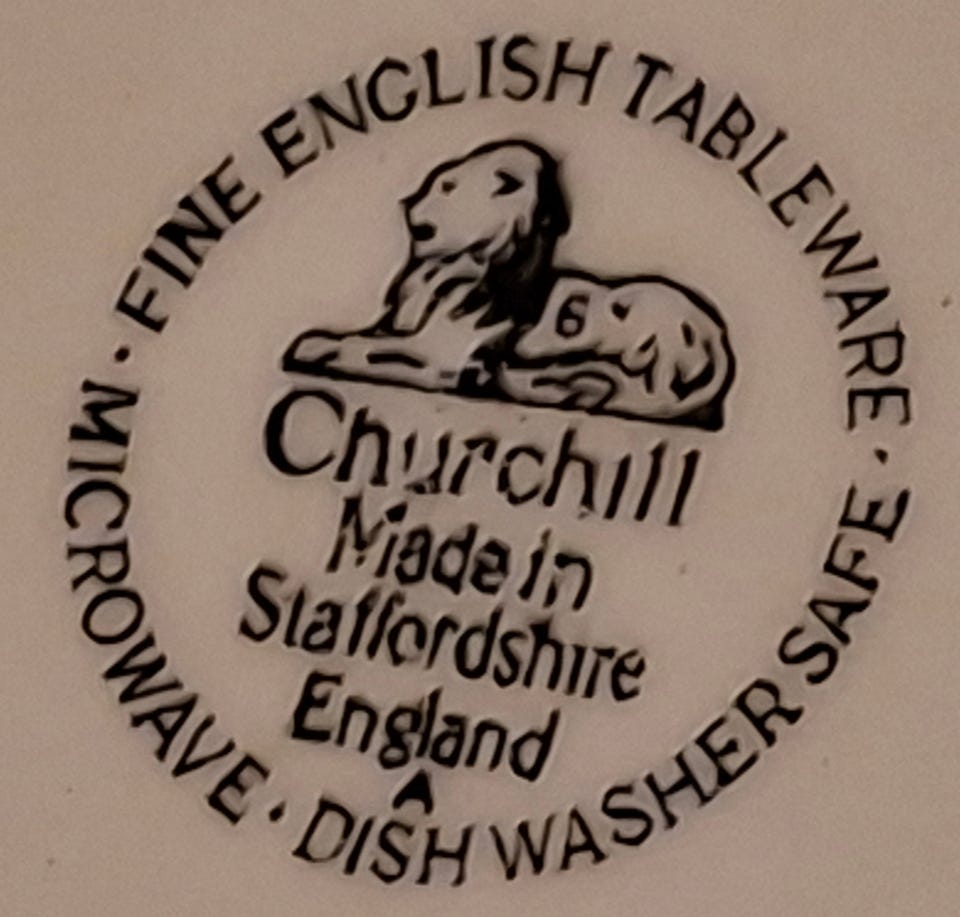 · FINE ENGLISH TABLEWARE ·
6
Churchill
Made in
Staffordshire
England
A
MICROWAVE · DISH WASHER SAFE